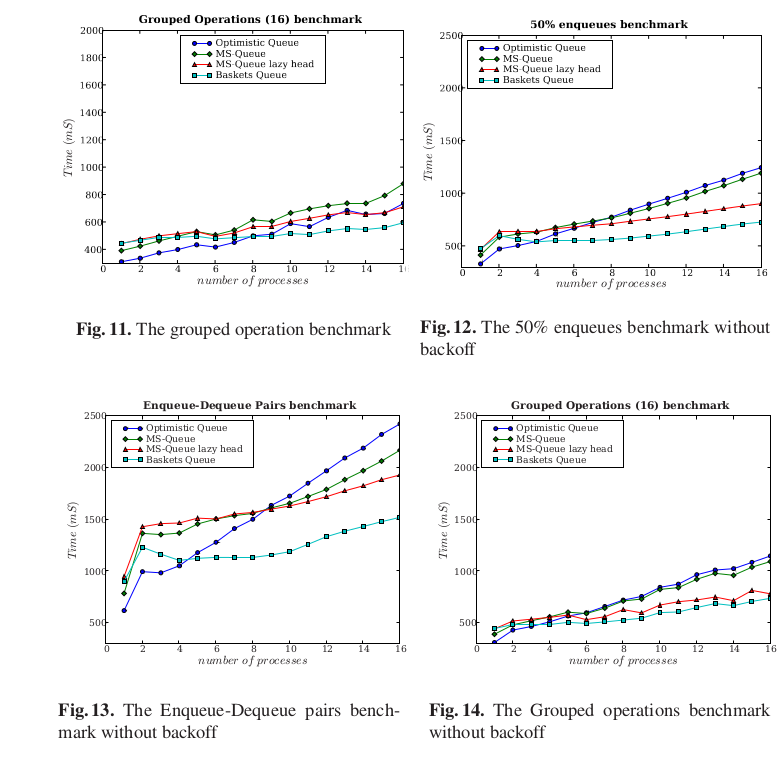 Grouped Operations (16) benchmark
2000
1800
1600
1400
1200
1000
800
600
400
Time (mS)
Optimistic Queue
MS-Queue
MS-Queue lazy head
Baskets Queue
0 2 4 6 8 10 12 14 1
number of processes
Fig. 11. The grouped operation benchmark
50% enqueues benchmark
2500
2000
1500
1000
500
Time (mS)
Optimistic Queue
MS-Queue
MS-Queue lazy head
Baskets Queue
0 2 4 6 8 10 12 14 16
number of processes
Fig. 12. The 50% enqueues benchmark without
backoff
Enqueue-Dequeue Pairs benchmark
2500
2000
1500
1000
500
Time (mS)
Optimistic Queue
MS-Queue
MS-Queue lazy head
Baskets Queue
0 2 4 6 8 10 12 14 16
number of processes
Fig. 13. The Enqueue-Dequeue pairs bench-
mark without backoff
Grouped Operations (16) benchmark
2500
2000
1500
1000
500
Time (mS)
Optimistic Queue
MS-Queue
MS-Queue lazy head
Baskets Queue
0 2 4 6 8 10 12 14 16
number of processes
Fig. 14. The Grouped operations benchmark
without backoff